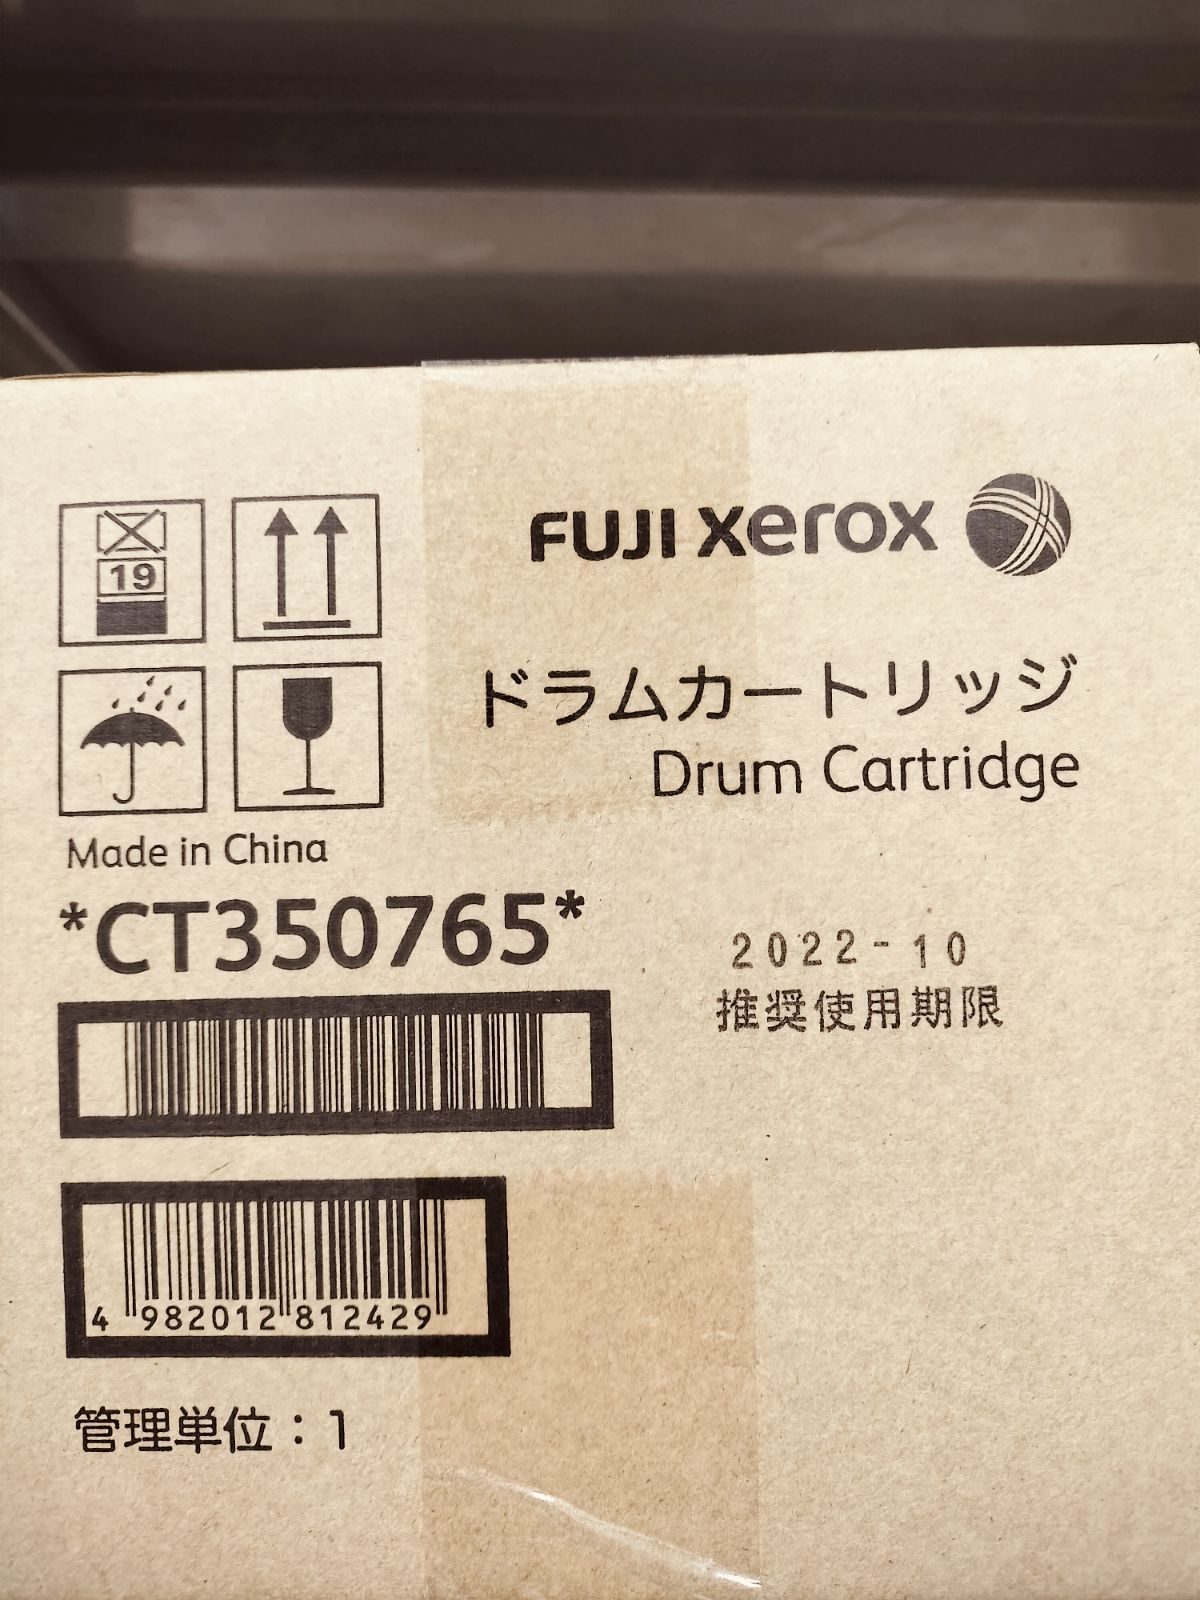 19
FUJI xerox
ドラムカートリッジ
Drum Cartridge
Made in China
*CT350765*
2022-10
推奨使用期限
4 982012 812429
管理単位：1